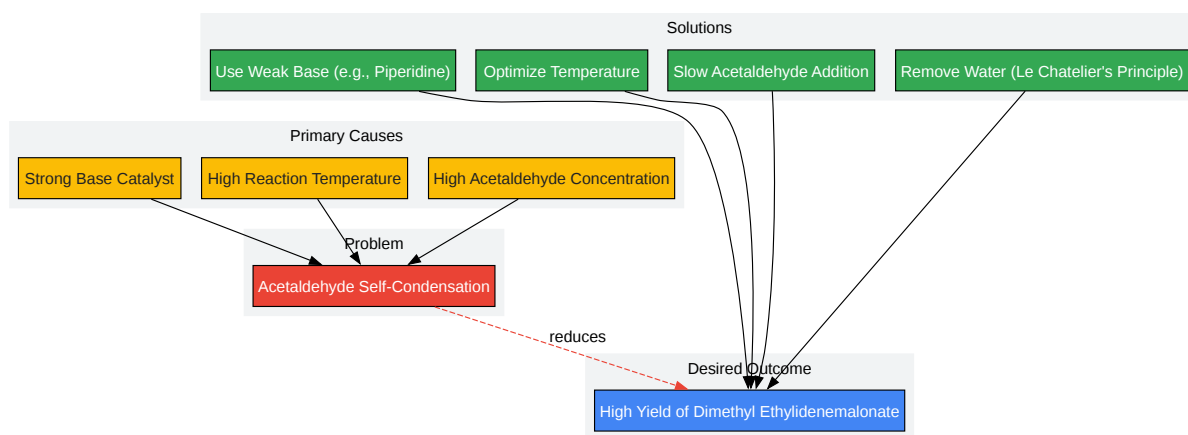 Solutions
Use Weak Base (e.g., Piperidine)
Optimize Temperature
Slow Acetaldehyde Addition
Remove Water (Le Chatelier's Principle)
Primary Causes
Strong Base Catalyst
High Reaction Temperature
High Acetaldehyde Concentration
Problem
Acetaldehyde Self-Condensation
reduces
Desired Outcome
High Yield of Dimethyl Ethylidenemalonate